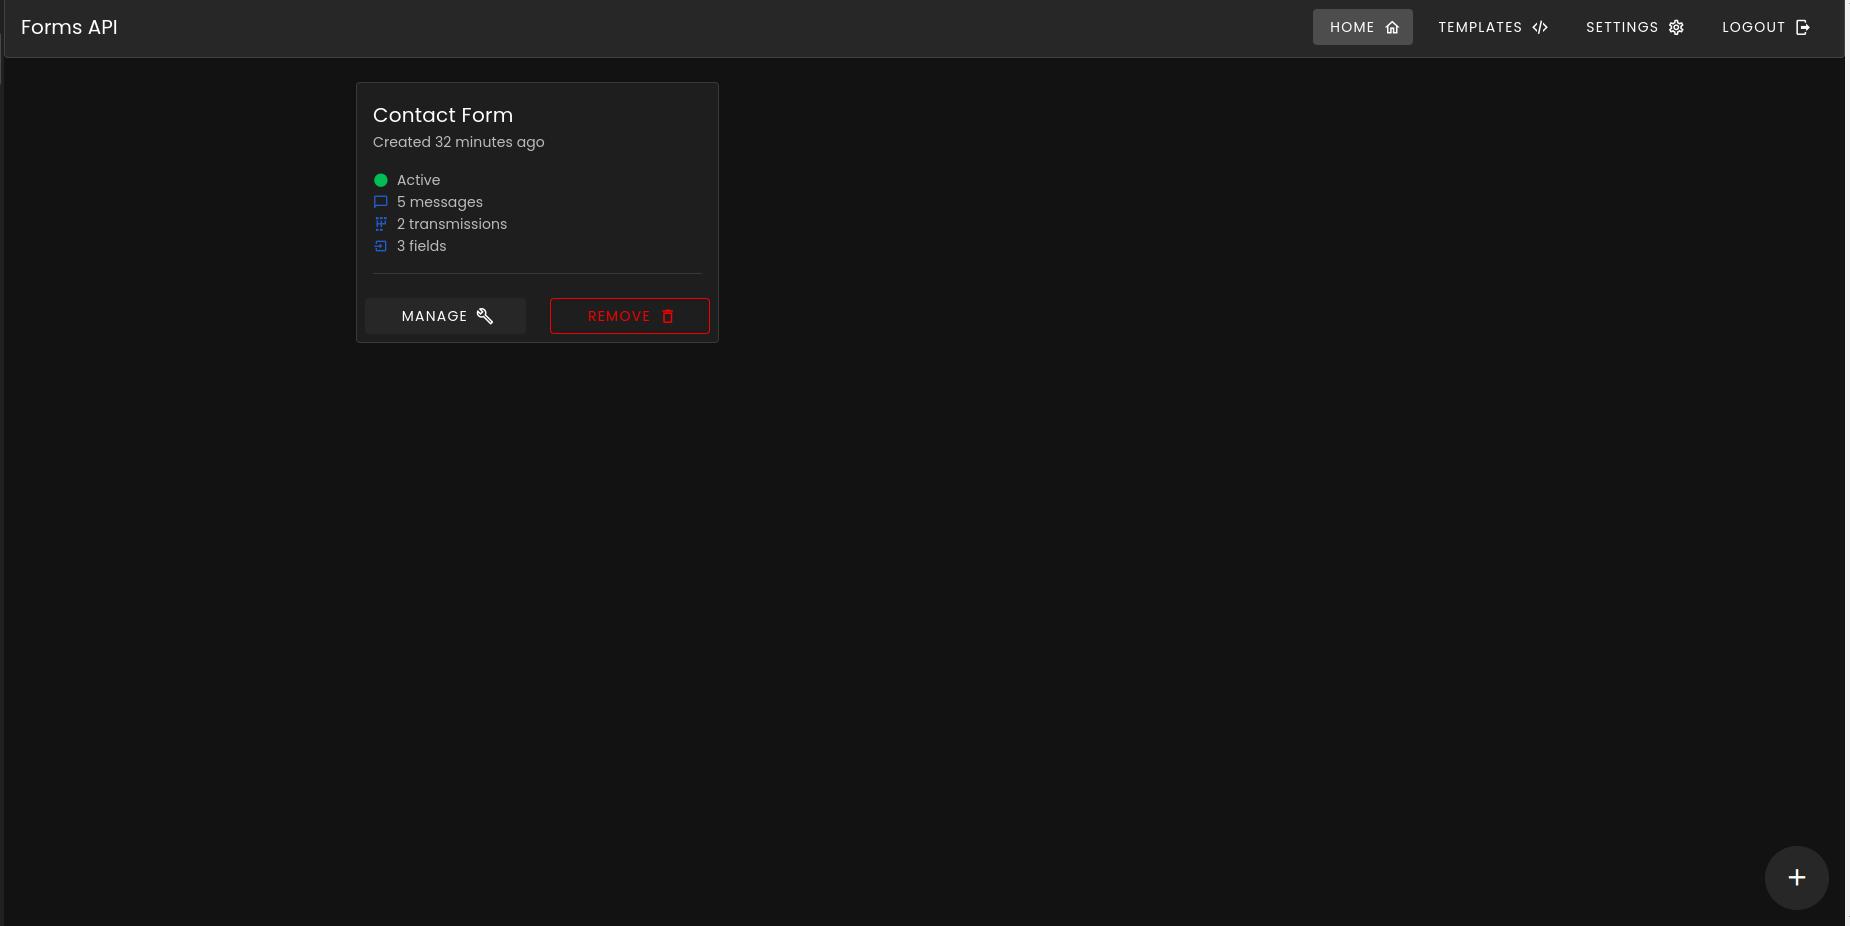 Forms API
HOME
TEMPLATES
SETTINGS
LOGOUT
Contact Form
Created 32 minutes ago
Active
5 messages
2 transmissions
3 fields
MANAGE
REMOVE